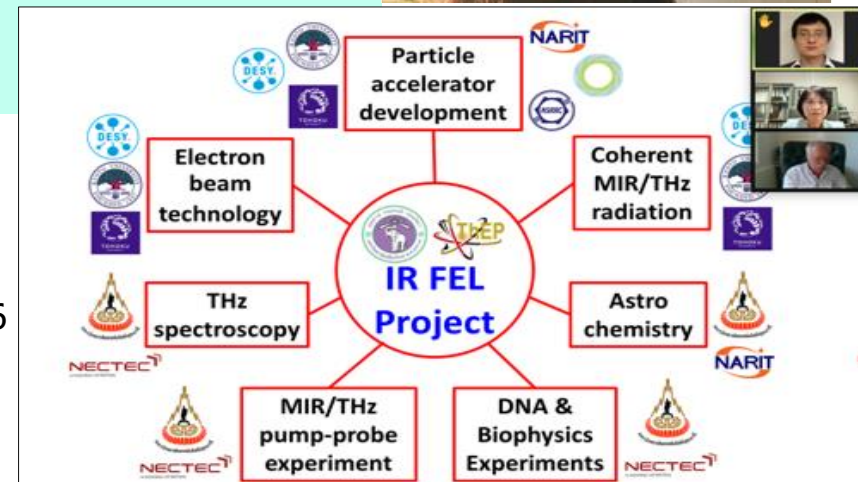 Particle
accelerator
development
NARIT
DESY.
TOHOKU
DESY.
TOHOKU
Electron
beam
technology
Coherent
MIR/THz
radiation
TOHOKU
ThEP
IR FEL
Project
6
THz
spectroscopy
NECTEC
Astro
chemistry
NARIT
MIR/THz
pump-probe
experiment
NECTEC
DNA &
Biophysics
Experiments
NECTEC